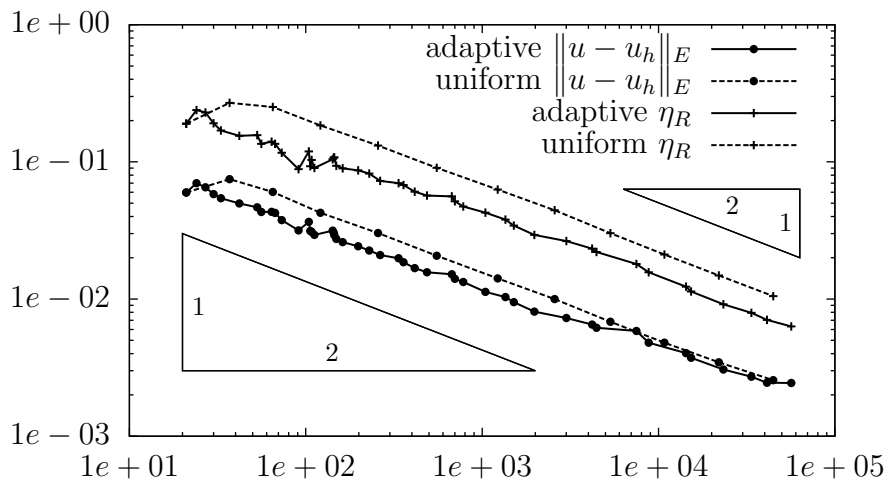 1e + 00
1e − 01
1e − 02
1e − 03
1e + 01 1e + 02 1e + 03 1e + 04 1e + 05
adaptive ‖u − u_h‖_E
uniform ‖u − u_h‖_E
adaptive η_R
uniform η_R
2
1
1
2